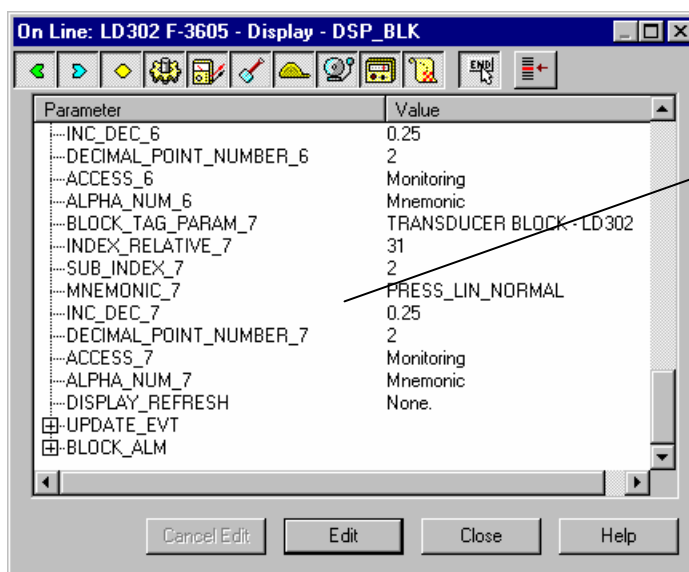 On Line: LD302 F-3605 - Display - DSP_BLK
END
Parameter Value
INC_DEC_6 0.25
DECIMAL_POINT_NUMBER_6 2
ACCESS_6 Monitoring
ALPHA_NUM_6 Mnemonic
BLOCK_TAG_PARAM_7 TRANSDUCER BLOCK - LD302
INDEX_RELATIVE_7 31
SUB_INDEX_7 2
MNEMONIC_7 PRESS_LIN_NORMAL
INC_DEC_7 0.25
DECIMAL_POINT_NUMBER_7 2
ACCESS_7 Monitoring
ALPHA_NUM_7 Mnemonic
DISPLAY_REFRESH None.
UPDATE_EVT
BLOCK_ALM
Cancel Edit Edit Close Help